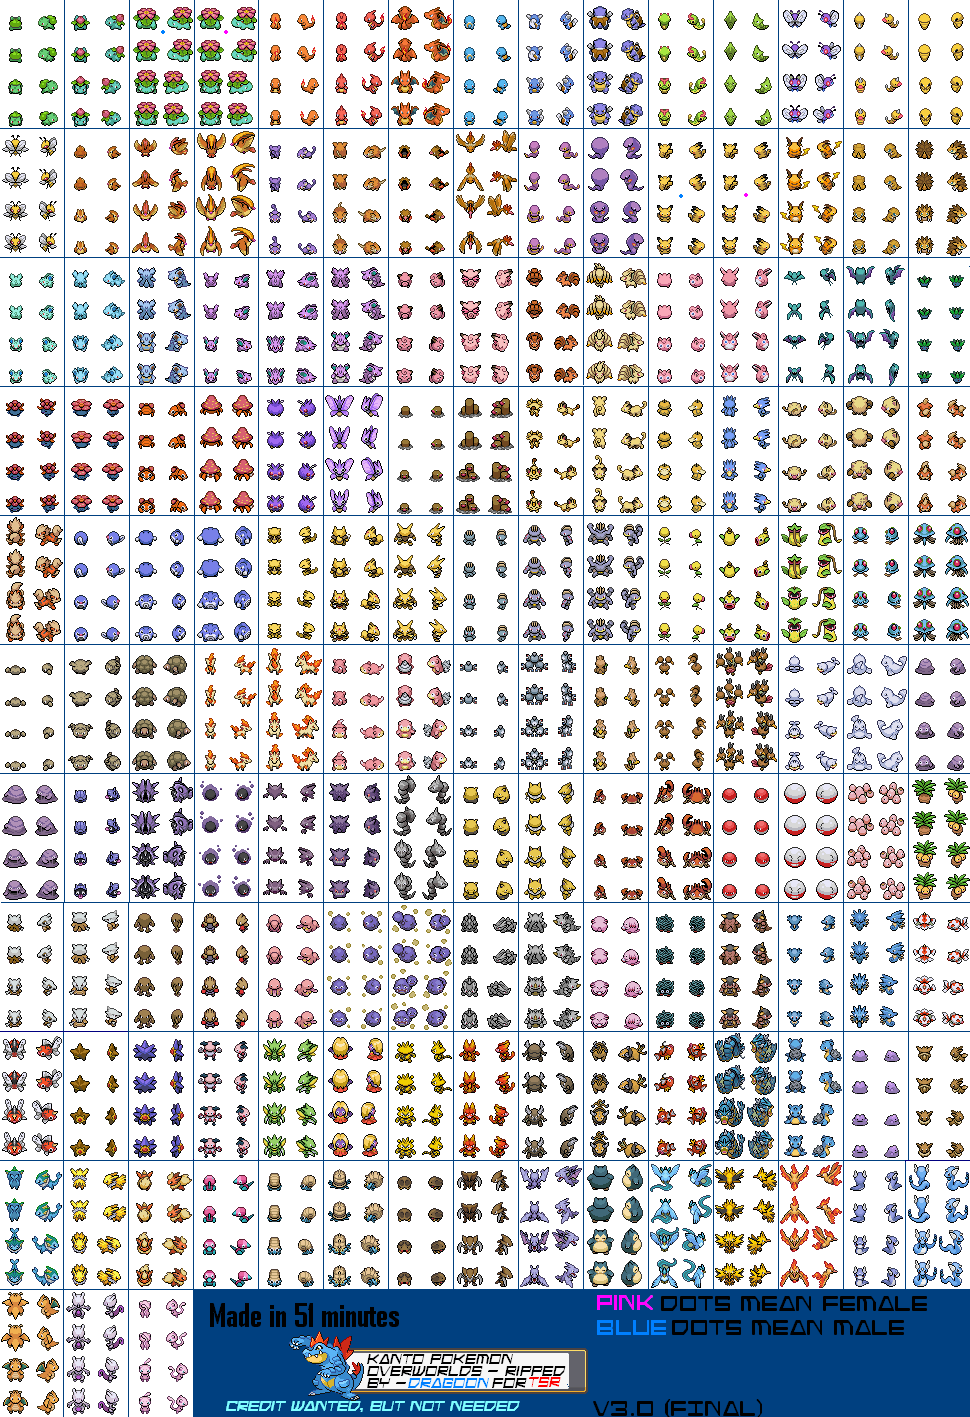 Made in 51 minutes
PINK DOTS MEAN FEMALE
BLUE DOTS MEAN MALE
KANTO POKEMON
OVERWORLDS - RIPPED
BY - DRAGOON FOR TSR
CREDIT WANTED, BUT NOT NEEDED
V3.0 (FINAL)